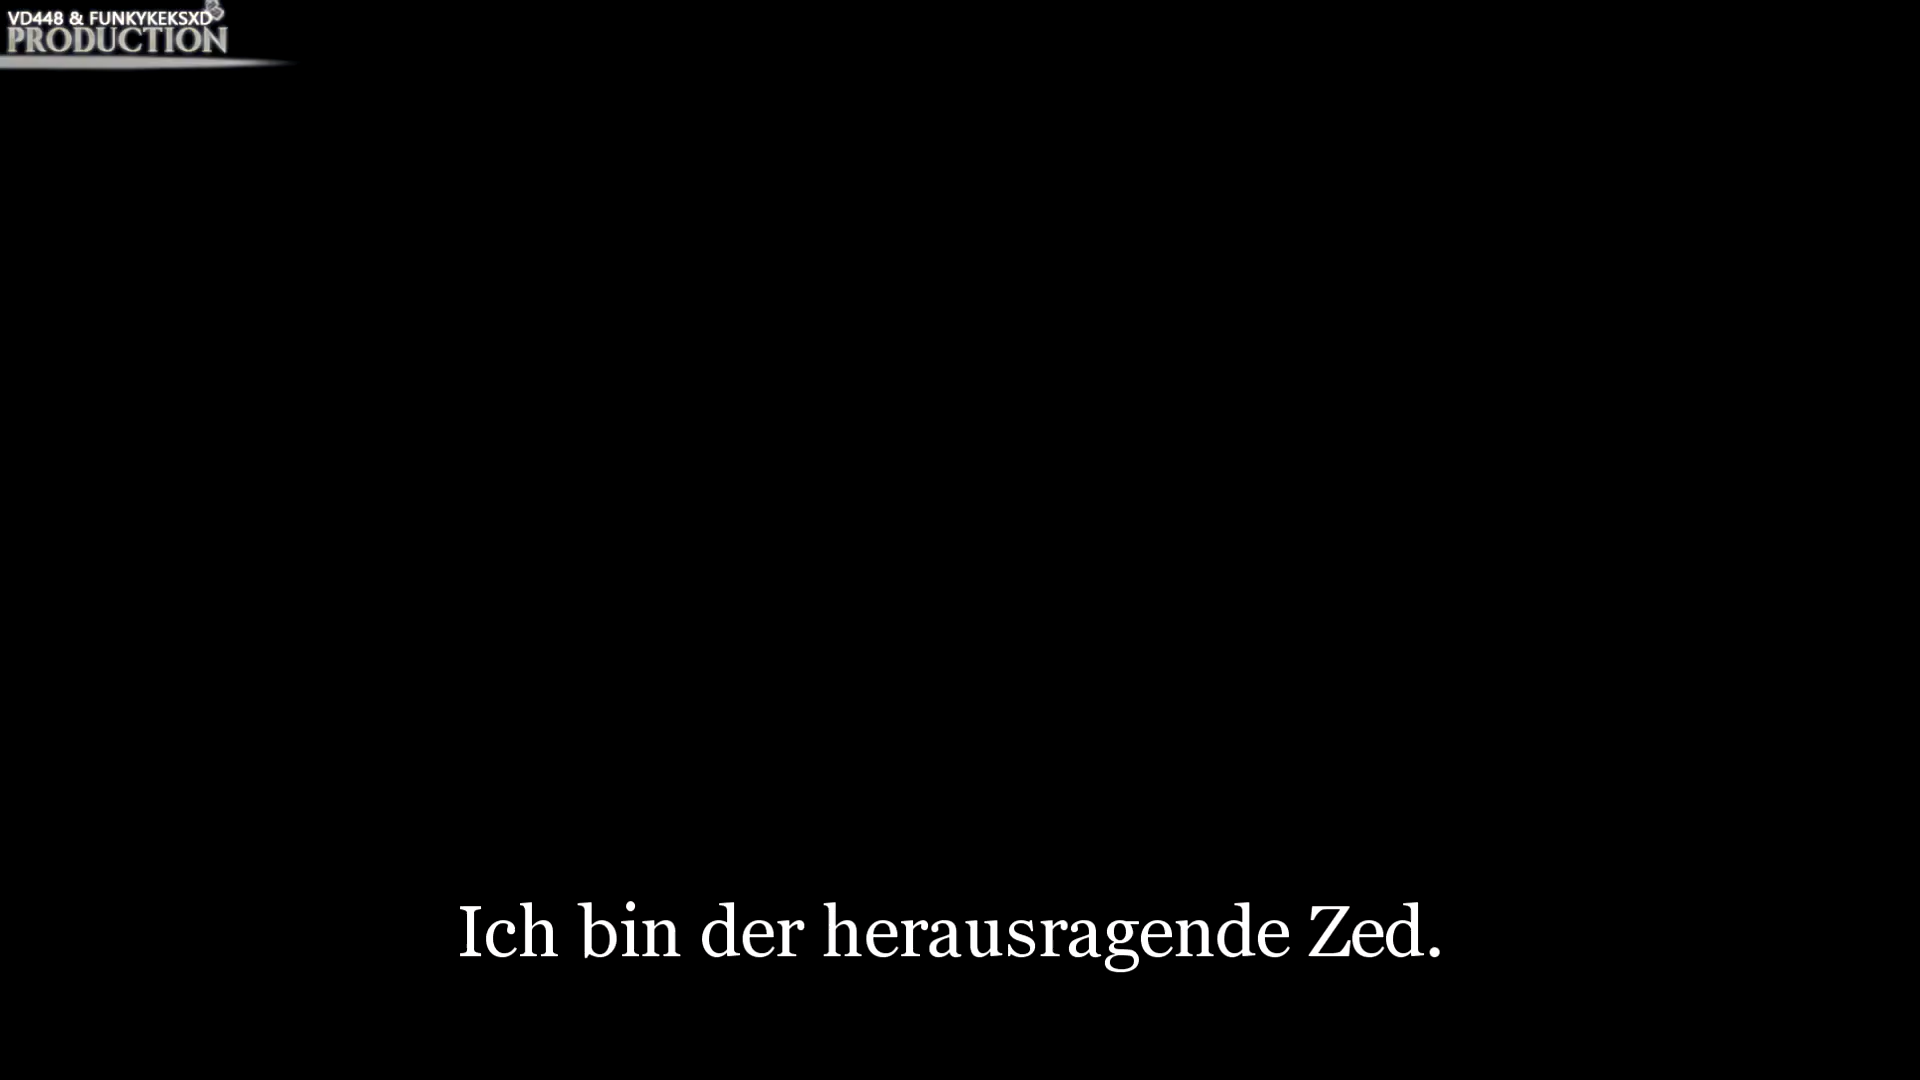 VD448 & FUNKYKEKSXD
PRODUCTION
Ich bin der herausragende Zed.